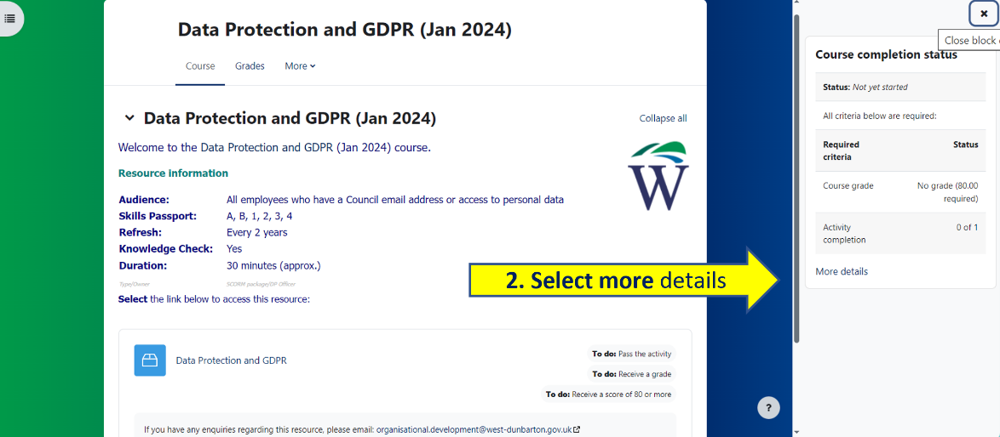 Data Protection and GDPR (Jan 2024)
Course Grades More
Data Protection and GDPR (Jan 2024)
Collapse all
Welcome to the Data Protection and GDPR (Jan 2024) course.
Resource information
Audience: All employees who have a Council email address or access to personal data
Skills Passport: A, B, 1, 2, 3, 4
Refresh: Every 2 years
Knowledge Check: Yes
Duration: 30 minutes (approx.)
Type/Owner SCORM package/DP Officer
Select the link below to access this resource:
W
2. Select more details
Data Protection and GDPR
To do: Pass the activity
To do: Receive a grade
To do: Receive a score of 80 or more
If you have any enquiries regarding this resource, please email: organisational.development@west-dunbarton.gov.uk
?
Close block
Course completion status
Status: Not yet started
All criteria below are required:
Required criteria Status
Course grade No grade (80.00 required)
Activity completion 0 of 1
More details